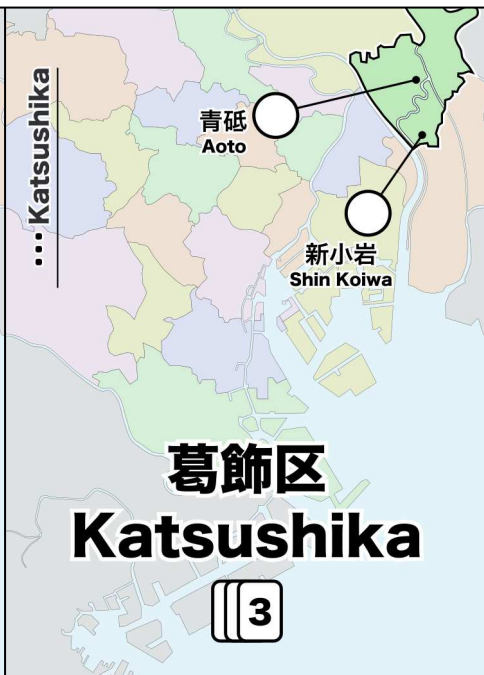 …Katsushika
青砥
Aoto
新小岩
Shin Koiwa
葛飾区
Katsushika
3